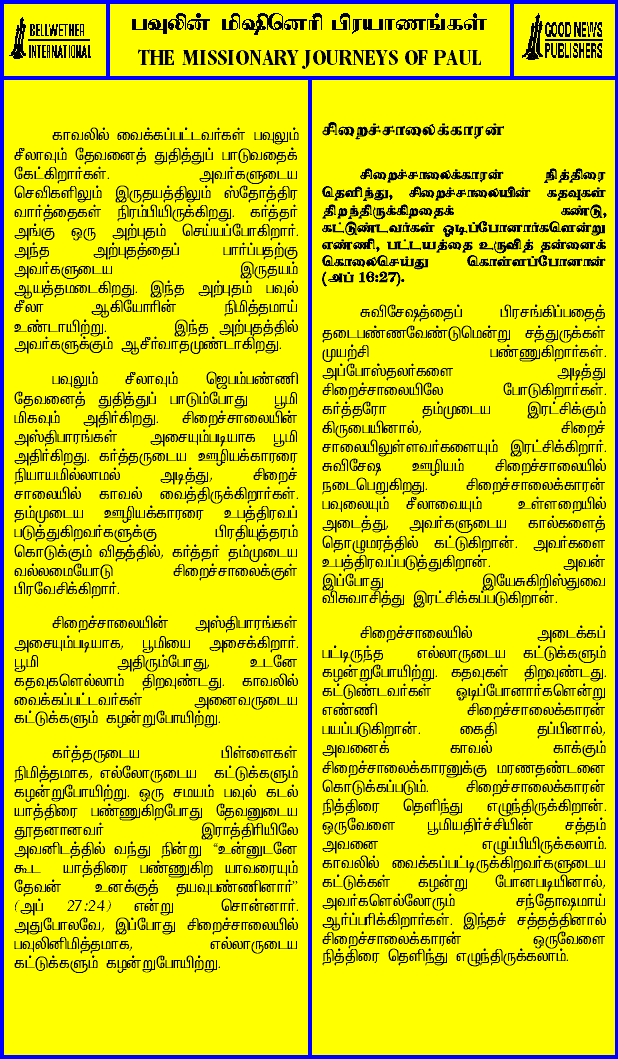 BELLWETHER
INTERNATIONAL
பவுலின் மிஷினெரி பிரயாணங்கள்
THE MISSIONARY JOURNEYS OF PAUL
GOOD NEWS
PUBLISHERS
காவலில் வைக்கப்பட்டவர்கள் பவுலும்
சீலாவும் தேவனைத் துதித்துப் பாடுவதைக்
கேட்கிறார்கள். அவர்களுடைய
செவிகளிலும் இருதயத்திலும் ஸ்தோத்திர
வார்த்தைகள் நிரம்பியிருக்கிறது. கர்த்தர்
அங்கு ஒரு அற்புதம் செய்யப்போகிறார்.
அந்த அற்புதத்தைப் பார்ப்பதற்கு
அவர்களுடைய இருதயம்
ஆயத்தமடைகிறது. இந்த அற்புதம் பவுல்
சீலா ஆகியோரின் நிமித்தமாய்
உண்டாயிற்று. இந்த அற்புதத்தில்
அவர்களுக்கும் ஆசீர்வாதமுண்டாகிறது.
பவுலும் சீலாவும் ஜெபம்பண்ணி
தேவனைத் துதித்துப் பாடும்போது பூமி
மிகவும் அதிர்கிறது. சிறைச்சாலையின்
அஸ்திபாரங்கள் அசையும்படியாக பூமி
அதிர்கிறது. கர்த்தருடைய ஊழியக்காரரை
நியாயமில்லாமல் அடித்து, சிறைச்
சாலையில் காவல் வைத்திருக்கிறார்கள்.
தம்முடைய ஊழியக்காரரை உபத்திரவப்
படுத்துகிறவர்களுக்கு பிரதியுத்தரம்
கொடுக்கும் விதத்தில், கர்த்தர் தம்முடைய
வல்லமையோடு சிறைச்சாலைக்குள்
பிரவேசிக்கிறார்.
சிறைச்சாலையின் அஸ்திபாரங்கள்
அசையும்படியாக, பூமியை அசைக்கிறார்.
பூமி அதிரும்போது, உடனே
கதவுகளெல்லாம் திறவுண்டது. காவலில்
வைக்கப்பட்டவர்கள் அனைவருடைய
கட்டுக்களும் கழன்றுபோயிற்று.
கர்த்தருடைய பிள்ளைகள்
நிமித்தமாக, எல்லோருடைய கட்டுக்களும்
கழன்றுபோயிற்று. ஒரு சமயம் பவுல் கடல்
யாத்திரை பண்ணுகிறபோது தேவனுடைய
தூதனானவர் இராத்திரியிலே
அவனிடத்தில் வந்து நின்று “உன்னுடனே
கூட யாத்திரை பண்ணுகிற யாவரையும்
தேவன் உனக்குத் தயவுபண்ணினார்”
(அப் 27:24) என்று சொன்னார்.
அதுபோலவே, இப்போது சிறைச்சாலையில்
பவுலினிமித்தமாக, எல்லாருடைய
கட்டுக்களும் கழன்றுபோயிற்று.
சிறைச்சாலைக்காரன்
சிறைச்சாலைக்காரன் நித்திரை
தெளிந்து, சிறைச்சாலையின் கதவுகள்
திறந்திருக்கிறதைக் கண்டு,
கட்டுண்டவர்கள் ஓடிப்போனார்களென்று
எண்ணி, பட்டயத்தை உருவித் தன்னைக்
கொலைசெய்து கொள்ளப்போனான்
(அப் 16:27).
சுவிசேஷத்தைப் பிரசங்கிப்பதைத்
தடைபண்ணவேண்டுமென்று சத்துருக்கள்
முயற்சி பண்ணுகிறார்கள்.
அப்போஸ்தலர்களை அடித்து
சிறைச்சாலையிலே போடுகிறார்கள்.
கர்த்தரோ தம்முடைய இரட்சிக்கும்
கிருபையினால், சிறைச்
சாலையிலுள்ளவர்களையும் இரட்சிக்கிறார்.
சுவிசேஷ ஊழியம் சிறைச்சாலையில்
நடைபெறுகிறது. சிறைச்சாலைக்காரன்
பவுலையும் சீலாவையும் உள்ளறையில்
அடைத்து, அவர்களுடைய கால்களைத்
தொழுமரத்தில் கட்டுகிறான். அவர்களை
உபத்திரவப்படுத்துகிறான். அவன்
இப்போது இயேசுகிறிஸ்துவை
விசுவாசித்து இரட்சிக்கப்படுகிறான்.
சிறைச்சாலையில் அடைக்கப்
பட்டிருந்த எல்லாருடைய கட்டுக்களும்
கழன்றுபோயிற்று. கதவுகள் திறவுண்டது.
கட்டுண்டவர்கள் ஓடிப்போனார்களென்று
எண்ணி சிறைச்சாலைக்காரன்
பயப்படுகிறான். கைதி தப்பினால்,
அவனைக் காவல் காக்கும்
சிறைச்சாலைக்காரனுக்கு மரணதண்டனை
கொடுக்கப்படும். சிறைச்சாலைக்காரன்
நித்திரை தெளிந்து எழுந்திருக்கிறான்.
ஒருவேளை பூமியதிர்ச்சியின் சத்தம்
அவனை எழுப்பியிருக்கலாம்.
காவலில் வைக்கப்பட்டிருக்கிறவர்களுடைய
கட்டுக்கள் கழன்று போனபடியினால்,
அவர்களெல்லோரும் சந்தோஷமாய்
ஆர்ப்பரிக்கிறார்கள். இந்தச் சத்தத்தினால்
சிறைச்சாலைக்காரன் ஒருவேளை
நித்திரை தெளிந்து எழுந்திருக்கலாம்.